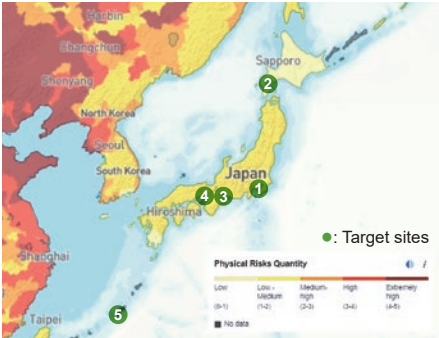 Harbin
Changchun
Shenyang
Sapporo
2
North Korea
Seoul
South Korea
Japan
4
3
1
Hiroshima
●: Target sites
Shanghai
Physical Risks Quantity
Low
Low -
Medium
Medium-
high
High
Extremely
high
(0-1)
(1-2)
(2-3)
(3-4)
(4-5)
No data
Taipei
5